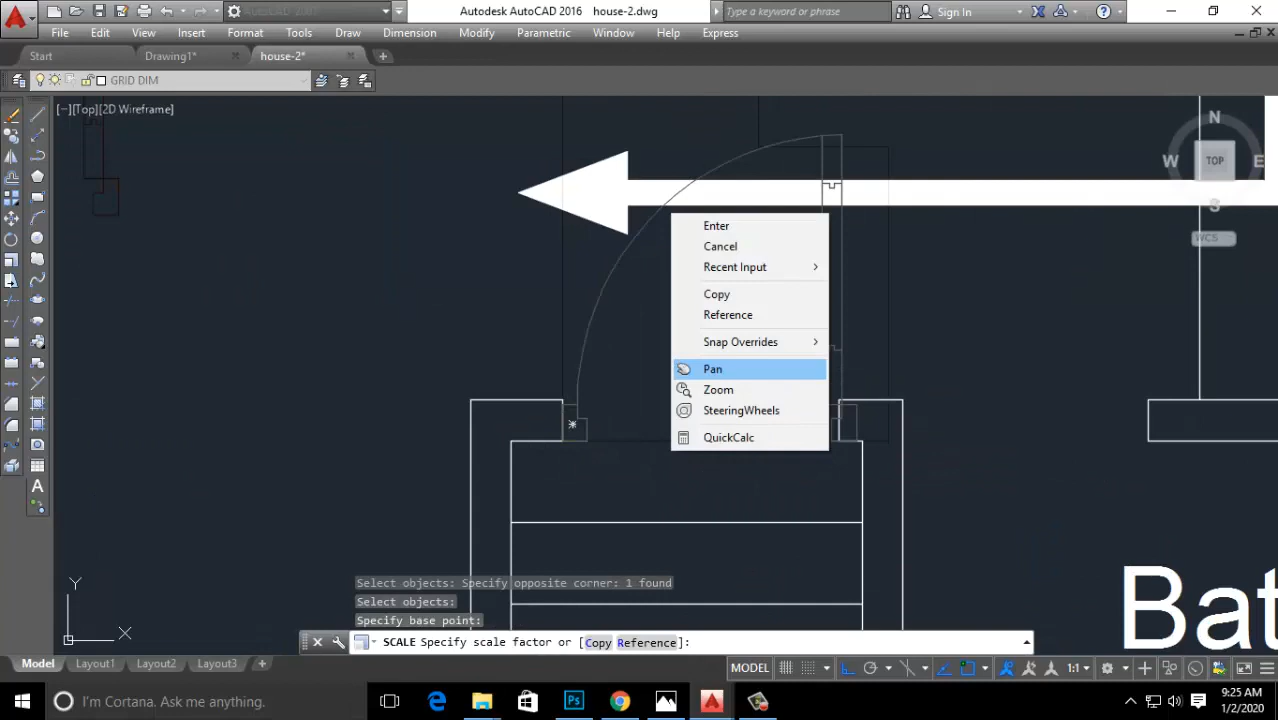 AUTOCAD 2007
Autodesk AutoCAD 2016 house-2.dwg
Type a keyword or phrase
Sign In
File Edit View Insert Format Tools Draw Dimension Modify Parametric Window Help Express
Start Drawing1* house-2*
GRID DIM
[−][Top][2D Wireframe]
N
W TOP E
S
WCS
Enter
Cancel
Recent Input
Copy
Reference
Snap Overrides
Pan
Zoom
SteeringWheels
QuickCalc
A
Y
X
Bat
Select objects: Specify opposite corner: 1 found
Select objects:
Specify base point:
SCALE Specify scale factor or [Copy Reference]:
Model Layout1 Layout2 Layout3
MODEL 1:1
I'm Cortana. Ask me anything.
9:25 AM
1/2/2020